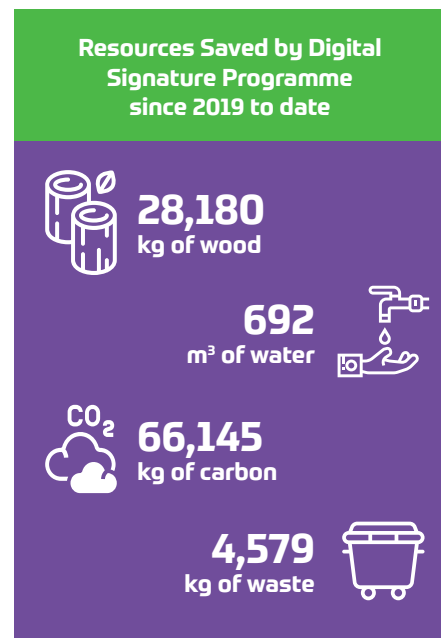 Resources Saved by Digital
Signature Programme
since 2019 to date
28,180
kg of wood
692
m³ of water
CO₂
66,145
kg of carbon
4,579
kg of waste